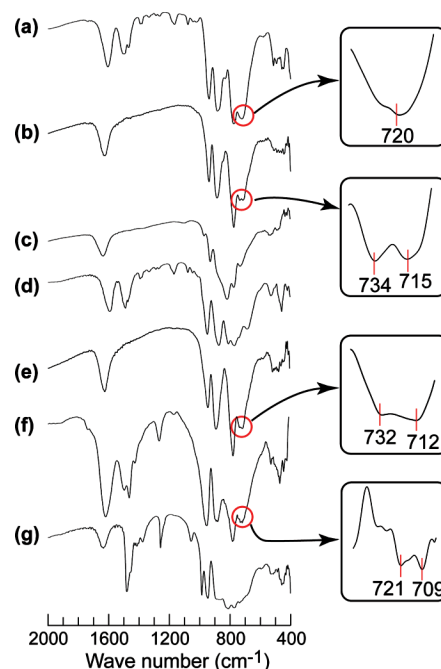 (a)
720
(b)
734 715
(c)
(d)
(e)
732 712
(f)
(g)
721 709
2000 1600 1200 800 400
Wave number (cm-1)